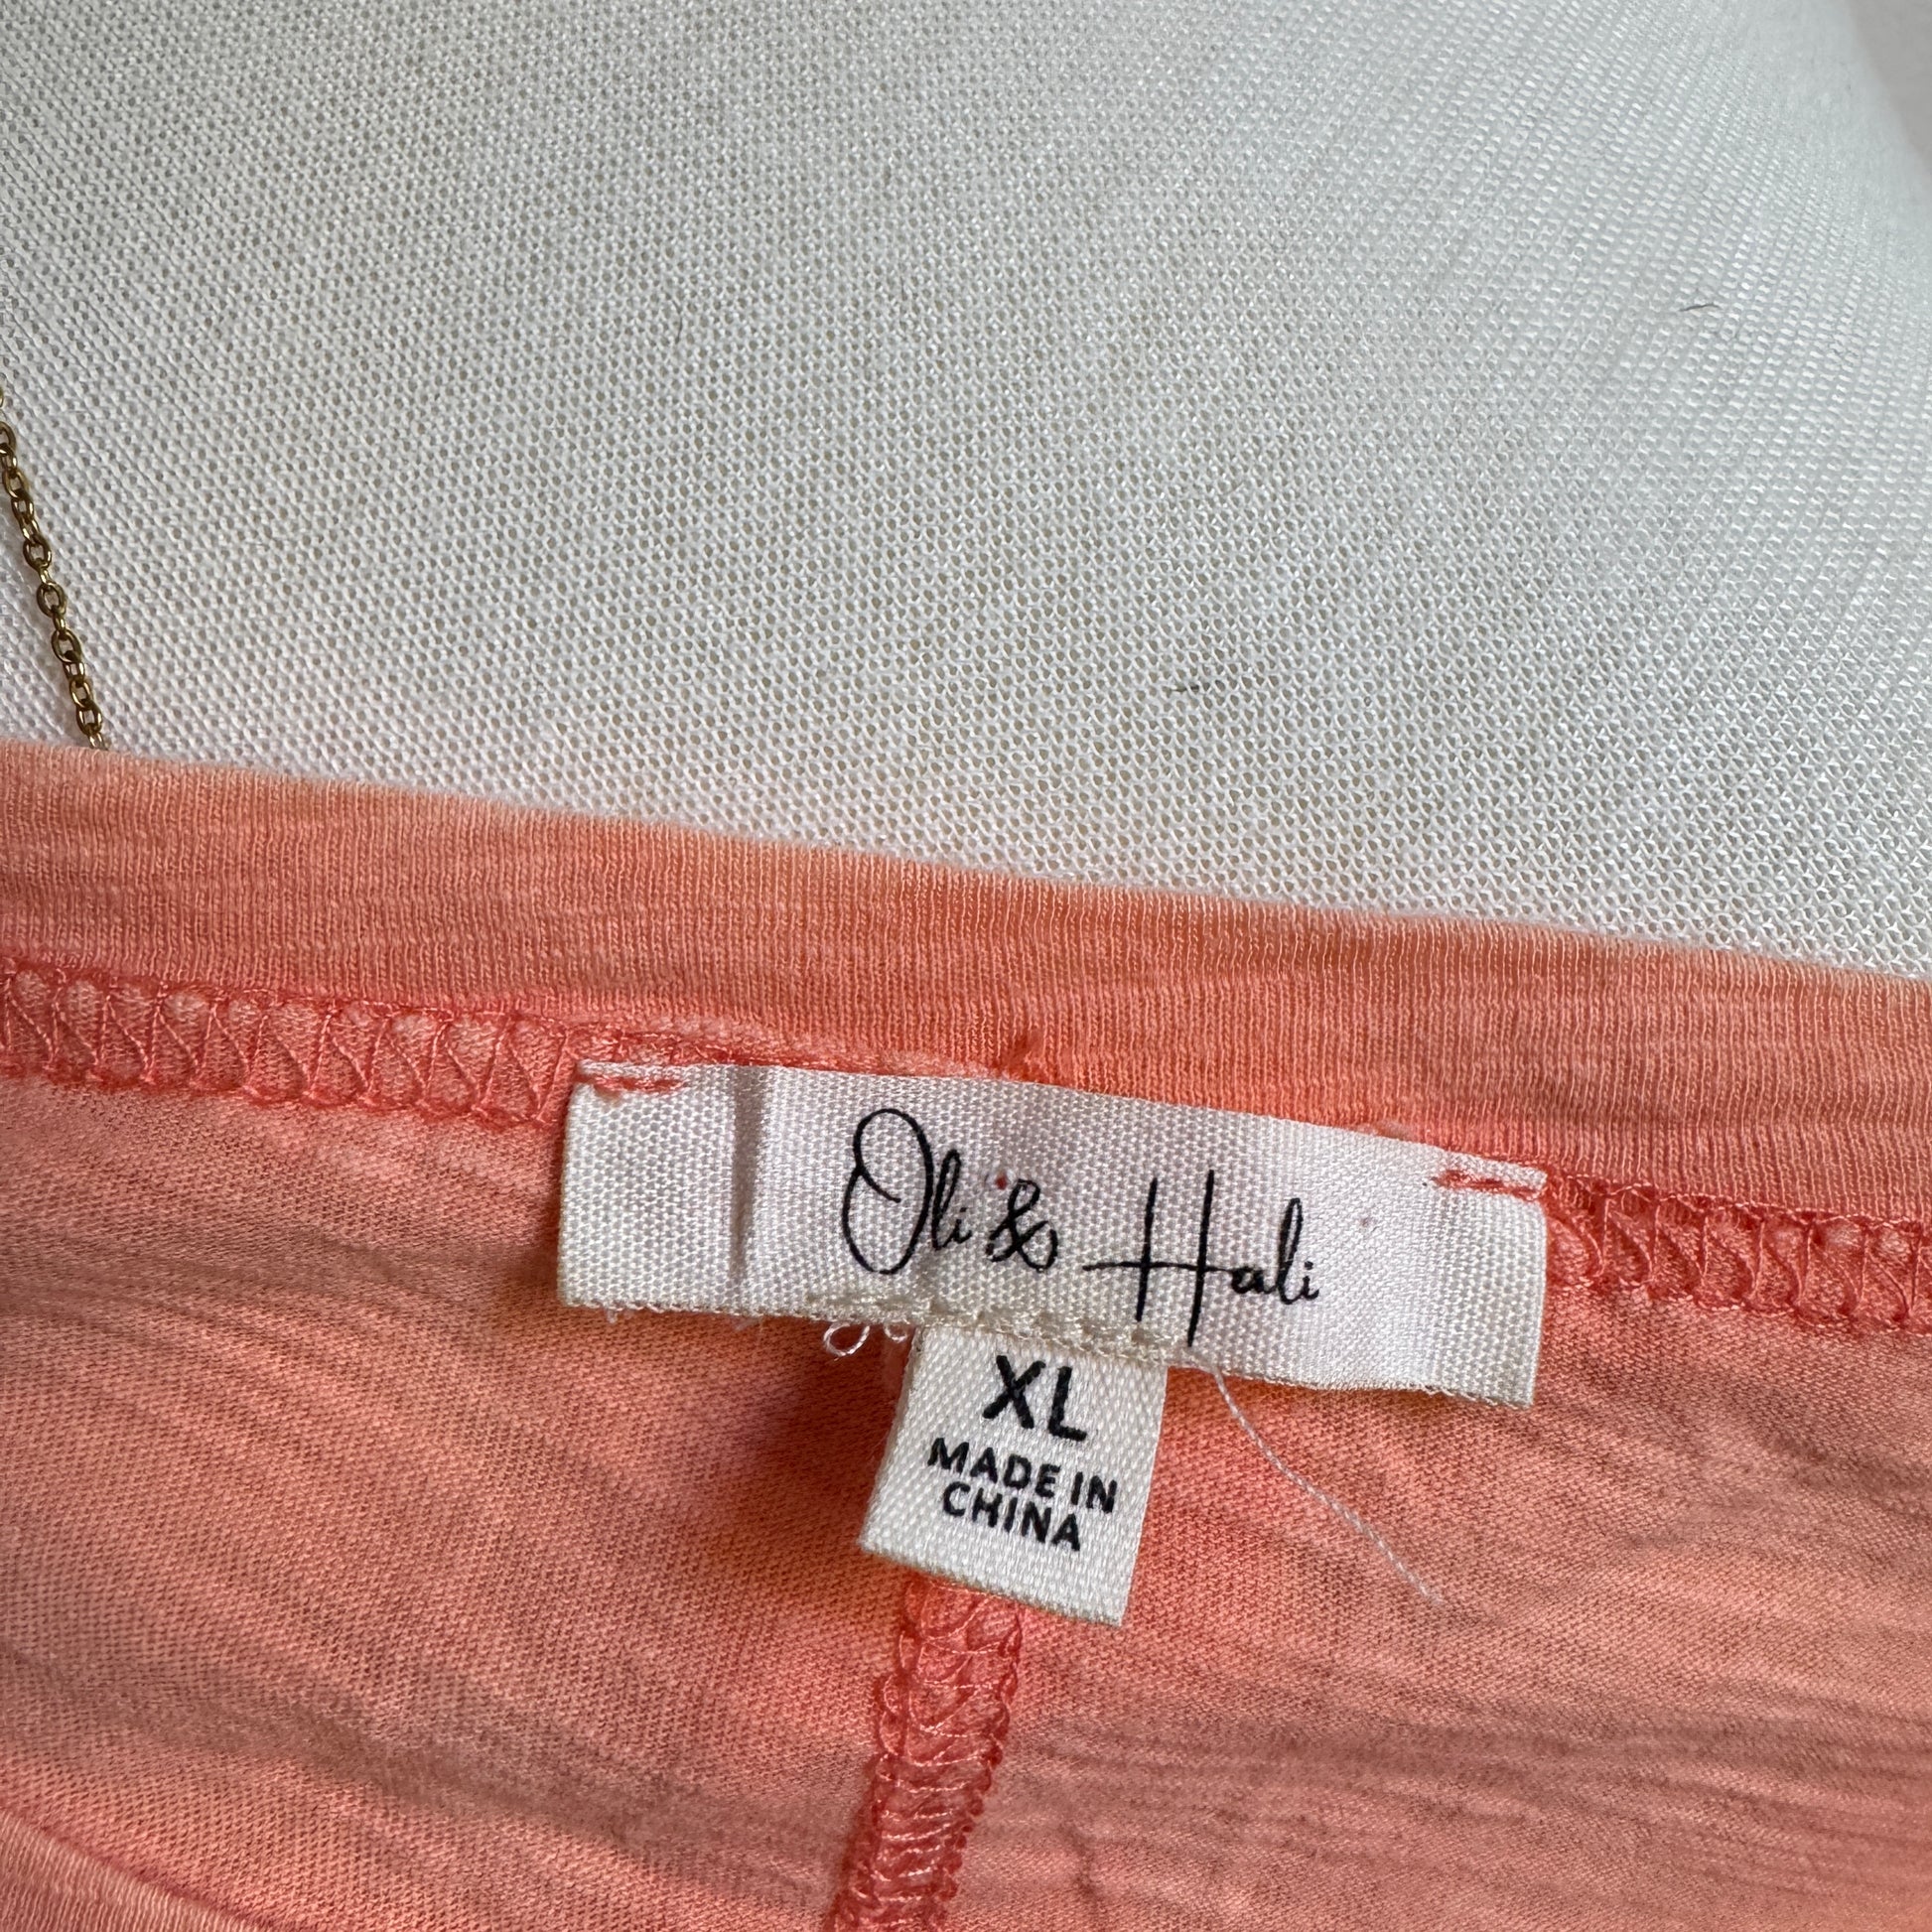 Oli & Hali
XL
MADE IN
CHINA